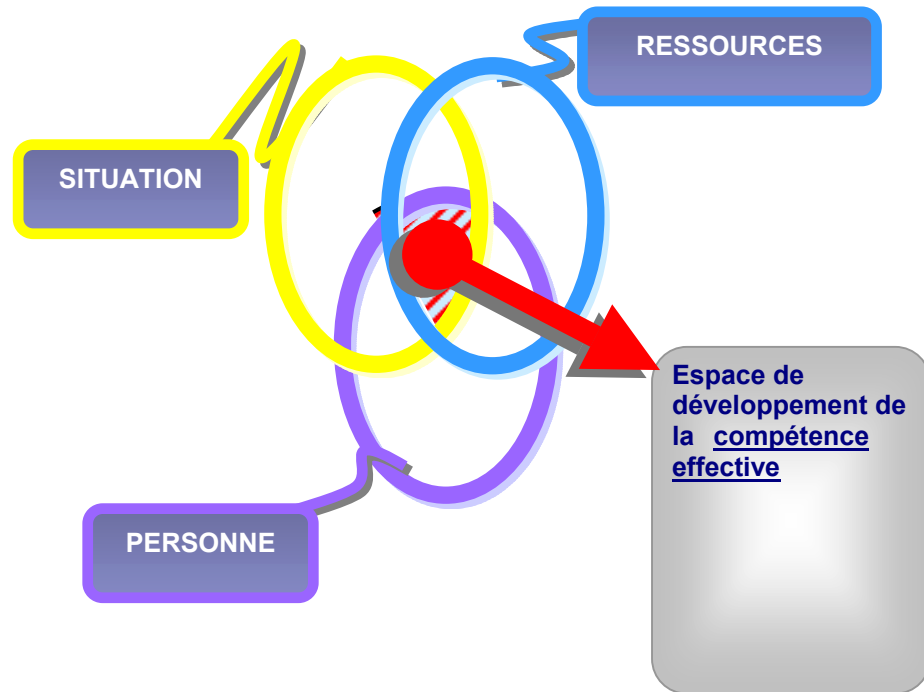 RESSOURCES
SITUATION
Espace de
développement de
la compétence
effective
PERSONNE